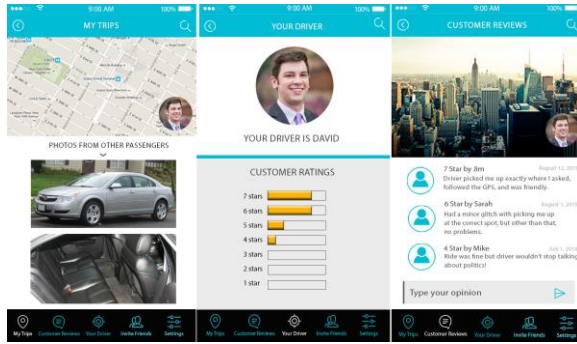 9:00 AM
100%
MY TRIPS
PHOTOS FROM OTHER PASSENGERS
My Trips
Customer Reviews
Your Driver
Invite Friends
Settings
9:00 AM
100%
YOUR DRIVER
YOUR DRIVER IS DAVID
CUSTOMER RATINGS
7 stars
6 stars
5 stars
4 stars
3 stars
2 stars
1 star
My Trips
Customer Reviews
Your Driver
Invite Friends
Settings
9:00 AM
100%
CUSTOMER REVIEWS
7 Star by Jim
August 12, 2015
Driver picked me up exactly where I asked,
followed the GPS, and was friendly.
6 Star by Sarah
August 1, 2015
Had a minor glitch with picking me up
at the correct spot, but other than that,
no problems.
4 Star by Mike
July 1, 2015
Ride was fine but driver wouldn't stop talking
about politics!
Type your opinion
My Trips
Customer Reviews
Your Driver
Invite Friends
Settings